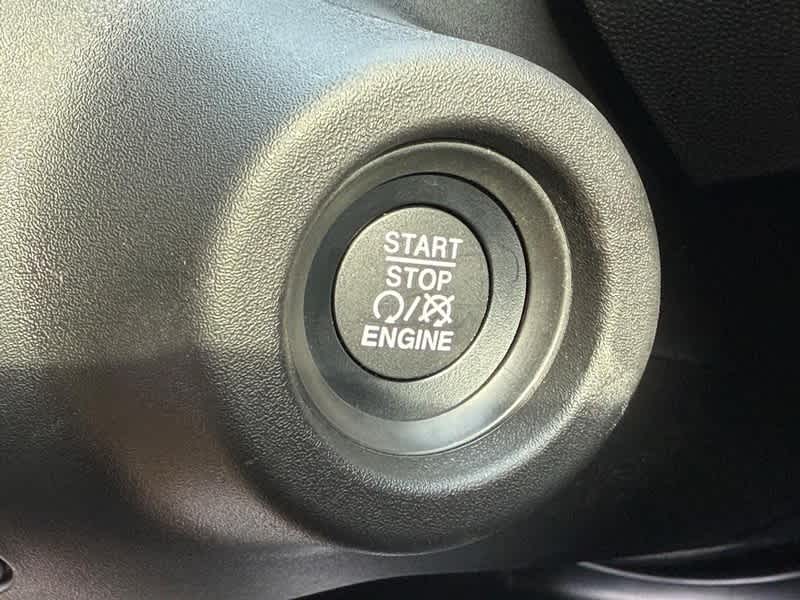 START
STOP
/
ENGINE